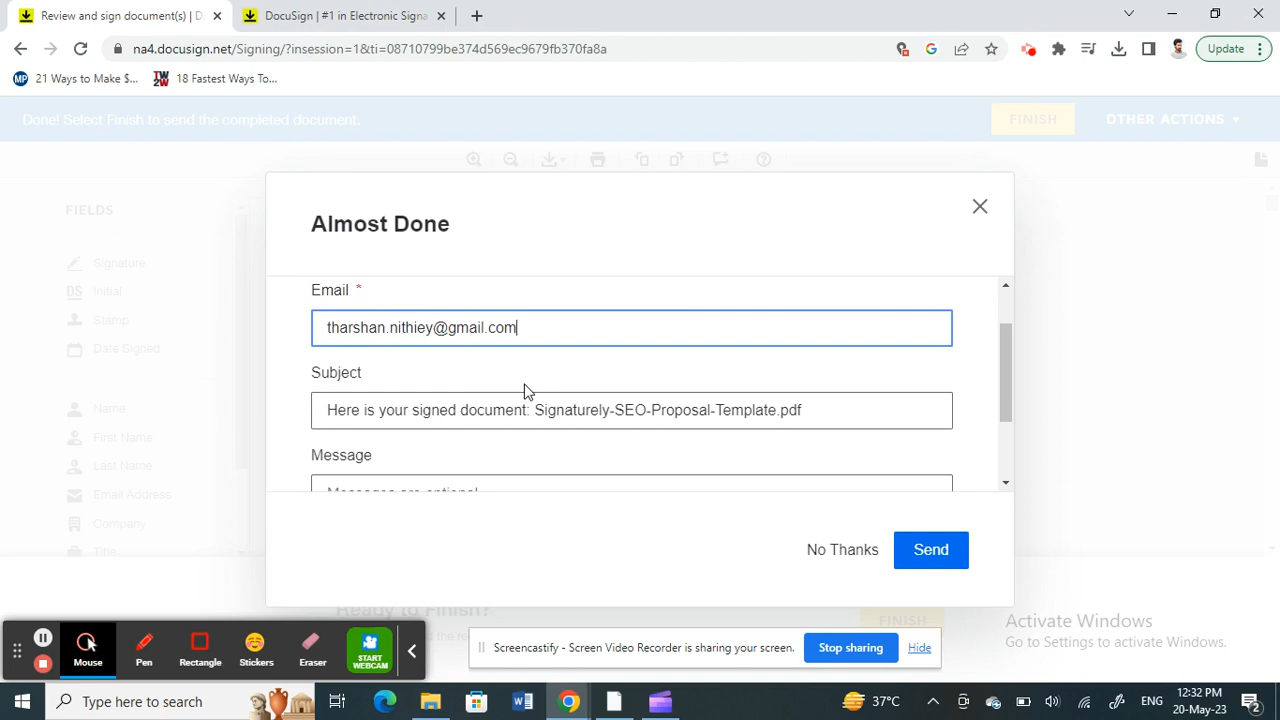 Review and sign document(s) | D
DocuSign | #1 in Electronic Signa
na4.docusign.net/Signing/?insession=1&ti=08710799be374d569ec9679fb370fa8a
Update
21 Ways to Make $...
18 Fastest Ways To...
Done! Select Finish to send the completed document.
FINISH
OTHER ACTIONS
FIELDS
Signature
DS Initial
Stamp
Date Signed
Name
First Name
Last Name
Email Address
Company
Title
Almost Done
Email *
tharshan.nithiey@gmail.com
Subject
Here is your signed document: Signaturely-SEO-Proposal-Template.pdf
Message
Messages are optional
No Thanks
Send
Ready to Finish?
FINISH
Activate Windows
Go to Settings to activate Windows.
Mouse
Pen
Rectangle
Stickers
Eraser
START
WEBCAM
Screencastify - Screen Video Recorder is sharing your screen.
Stop sharing
Hide
Type here to search
37°C
ENG
12:32 PM
20-May-23
2